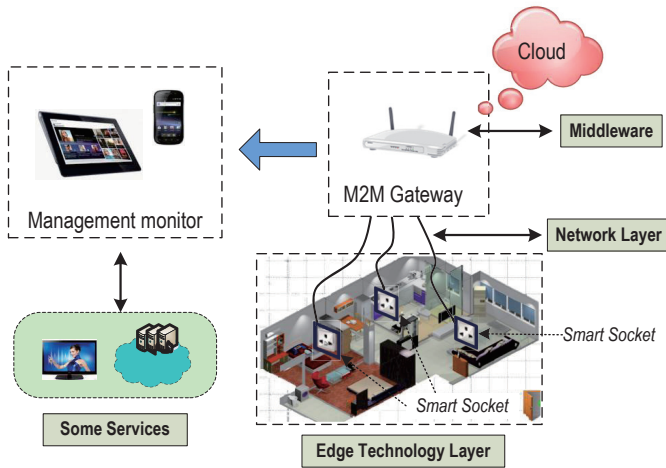 Cloud
Middleware
M2M Gateway
Management monitor
Network Layer
Smart Socket
Smart Socket
Some Services
Edge Technology Layer